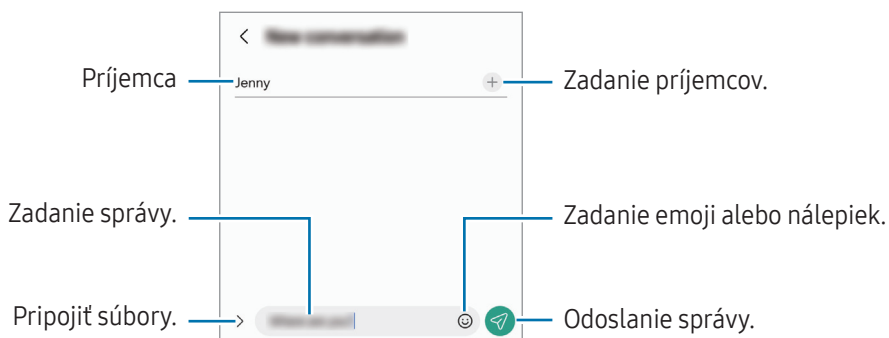 Príjemca
Jenny
Zadanie príjemcov.
Zadanie správy.
Zadanie emoji alebo nálepiek.
Pripojiť súbory.
Odoslanie správy.